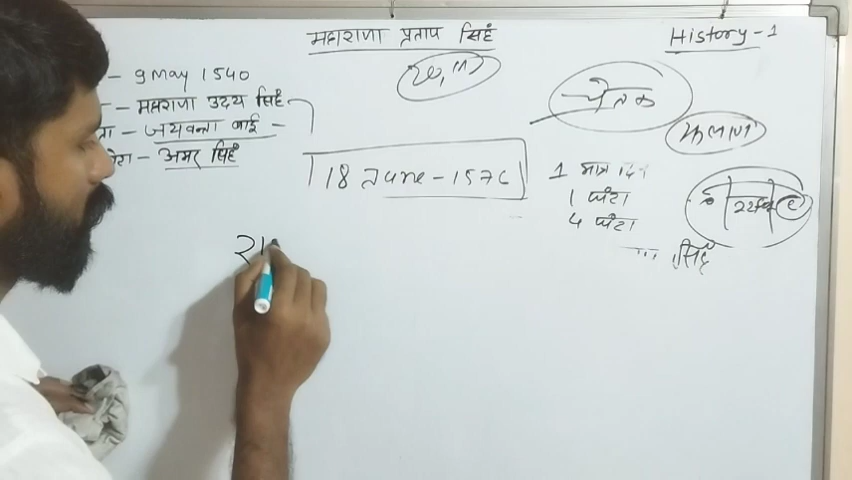 महाराणा प्रताप सिहं
History-1
- 9 May 1540
- महाराणा उदय सिहं
- जयवन्ता बाई -
- अमर सिहं
चेतक
18 June - 1576
1 मात्र
1 घंटा
4 घंटा
सिहं
रा